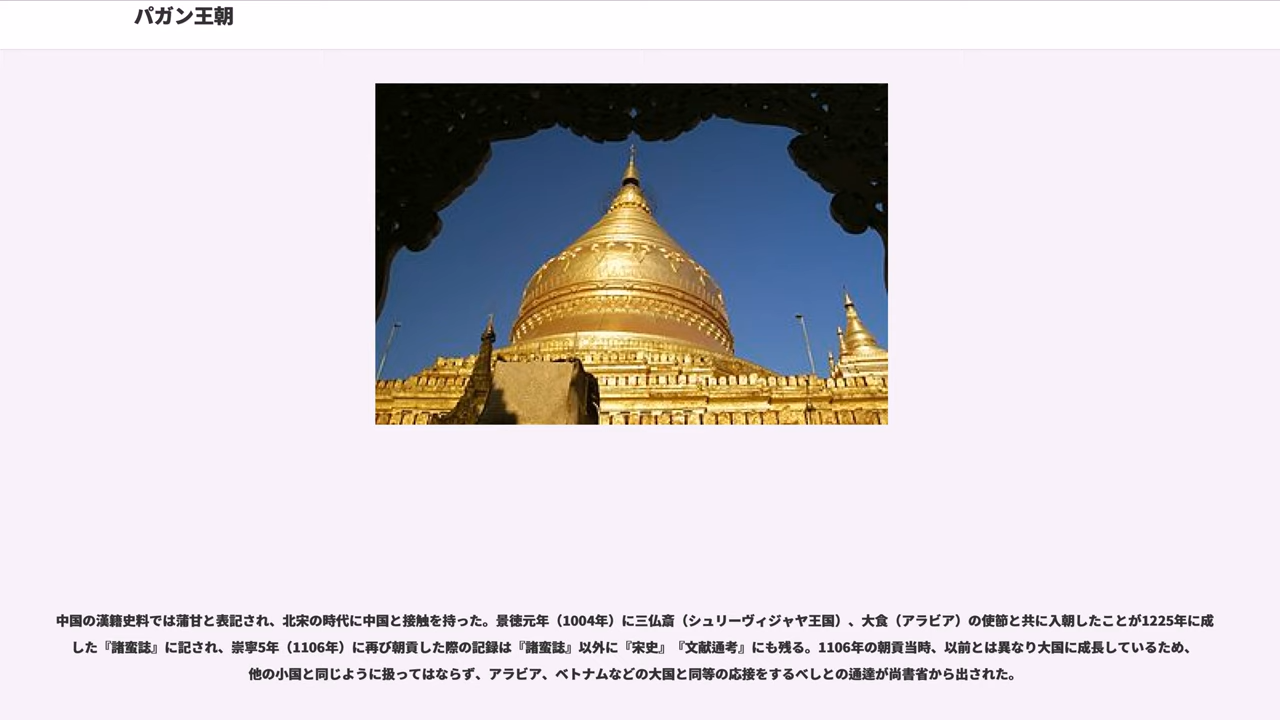 パガン王朝
中国の漢籍史料では蒲甘と表記され、北宋の時代に中国と接触を持った。景徳元年（1004年）に三仏斎（シュリーヴィジャヤ王国）、大食（アラビア）の使節と共に入朝したことが1225年に成
した『諸蛮誌』に記され、崇寧5年（1106年）に再び朝貢した際の記録は『諸蛮誌』以外に『宋史』『文献通考』にも残る。1106年の朝貢当時、以前とは異なり大国に成長しているため、
他の小国と同じように扱ってはならず、アラビア、ベトナムなどの大国と同等の応接をするべしとの通達が尚書省から出された。